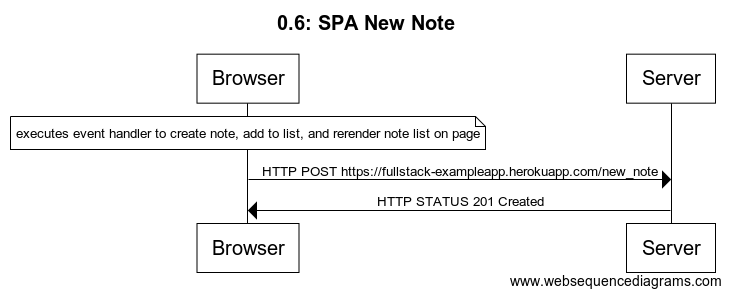 0.6: SPA New Note
Browser
Server
executes event handler to create note, add to list, and rerender note list on page
HTTP POST https://fullstack-exampleapp.herokuapp.com/new_note
HTTP STATUS 201 Created
Browser
Server
www.websequencediagrams.com